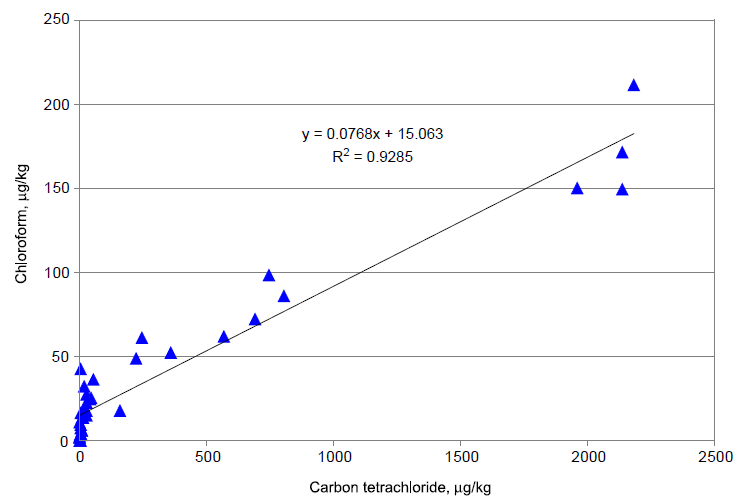 250
200
150
100
50
0
Chloroform, µg/kg
y = 0.0768x + 15.063
R² = 0.9285
0 500 1000 1500 2000 2500
Carbon tetrachloride, µg/kg